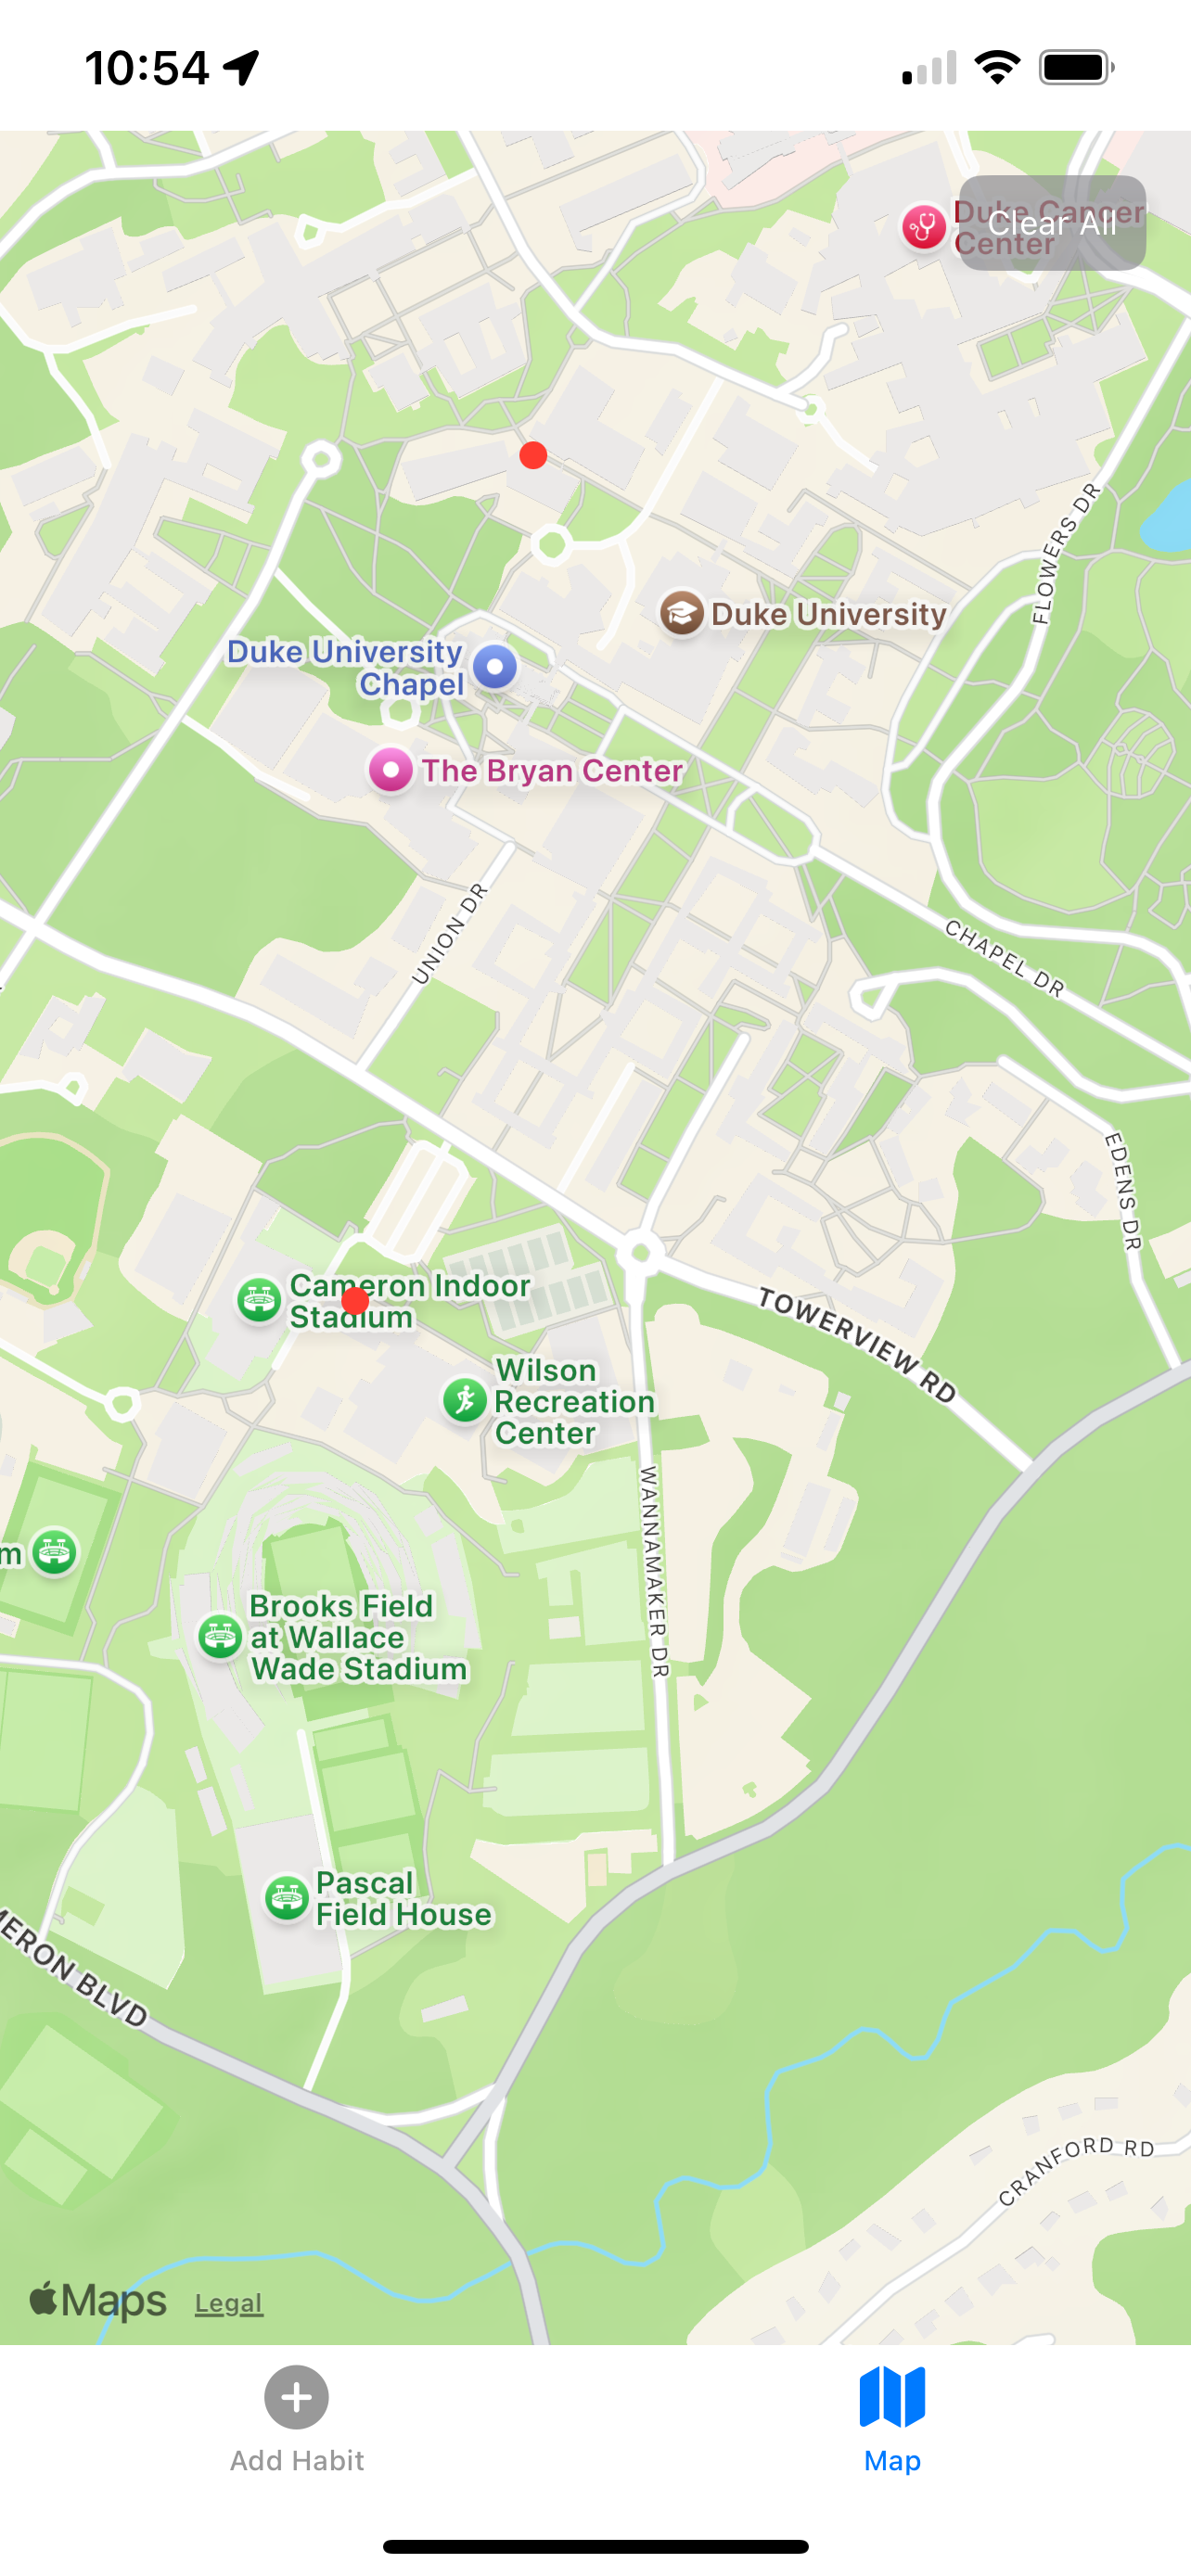 10:54
Duke Cancer
Center
Clear All
FLOWERS DR
Duke University
Duke University
Chapel
The Bryan Center
UNION DR
CHAPEL DR
EDENS DR
Cameron Indoor
Stadium
TOWERVIEW RD
Wilson
Recreation
Center
WANNAMAKER DR
m
Brooks Field
at Wallace
Wade Stadium
Pascal
Field House
MERON BLVD
CRANFORD RD
Maps
Legal
Add Habit
Map